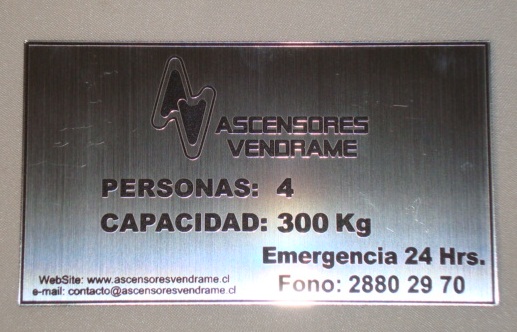 ASCENSORES
VENDRAME
PERSONAS: 4
CAPACIDAD: 300 Kg
Emergencia 24 Hrs.
WebSite: www.ascensoresvendrame.cl
Fono: 2880 29 70
e-mail: contacto@ascensoresvendrame.cl